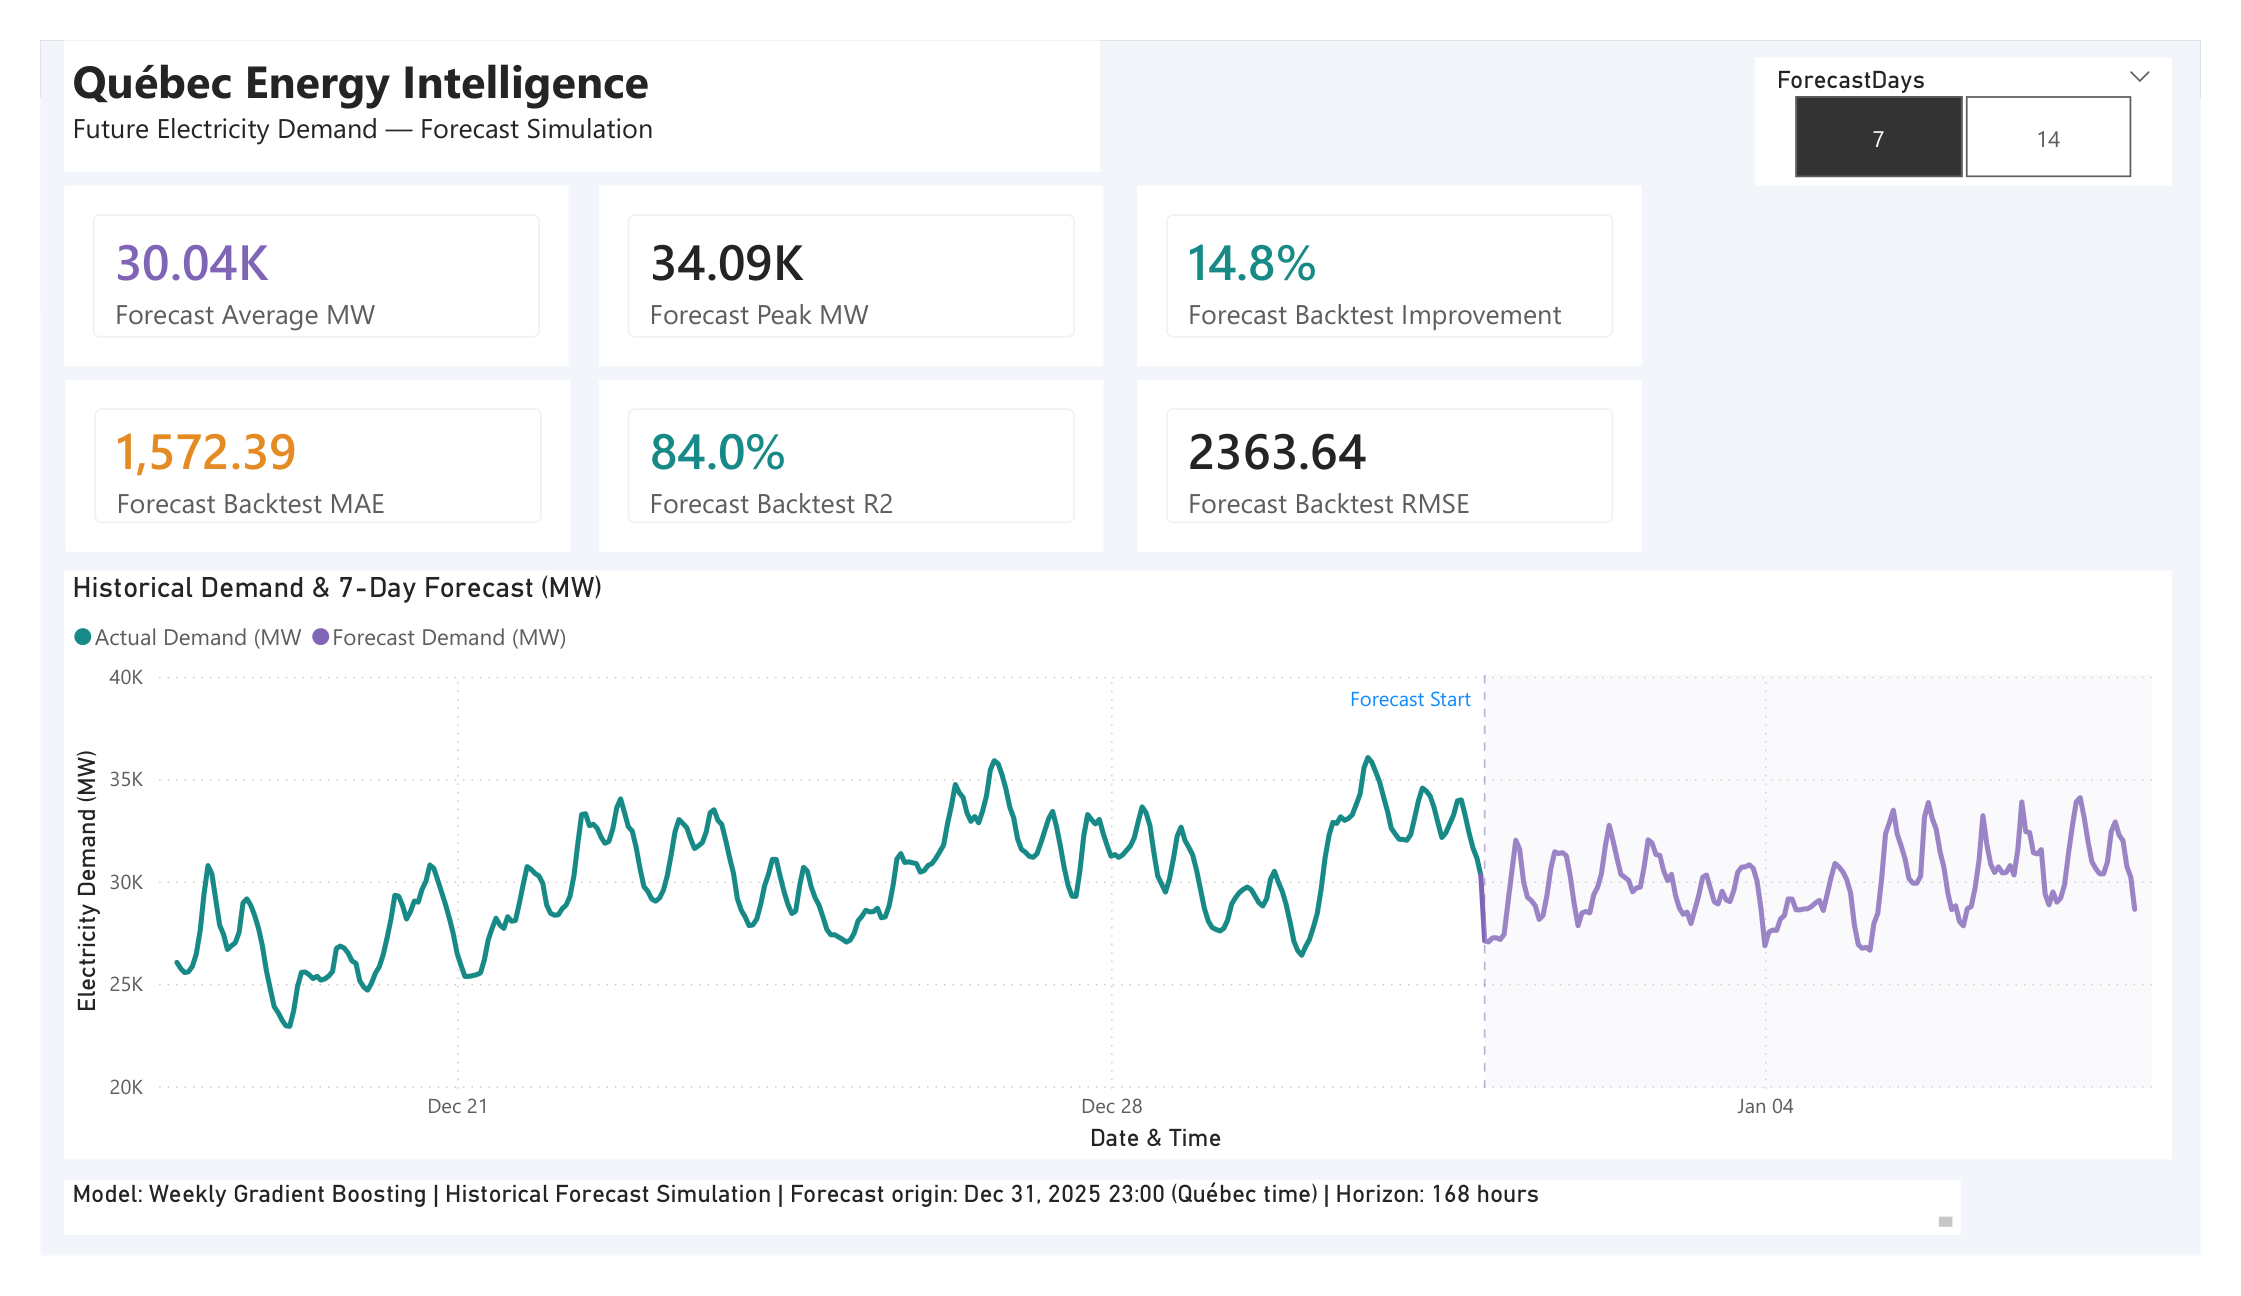 Québec Energy Intelligence
Future Electricity Demand — Forecast Simulation
ForecastDays
7
14
30.04K
Forecast Average MW
34.09K
Forecast Peak MW
14.8%
Forecast Backtest Improvement
1,572.39
Forecast Backtest MAE
84.0%
Forecast Backtest R2
2363.64
Forecast Backtest RMSE
Historical Demand & 7-Day Forecast (MW)
Actual Demand (MW
Forecast Demand (MW)
Electricity Demand (MW)
40K
35K
30K
25K
20K
Forecast Start
Dec 21
Dec 28
Jan 04
Date & Time
Model: Weekly Gradient Boosting | Historical Forecast Simulation | Forecast origin: Dec 31, 2025 23:00 (Québec time) | Horizon: 168 hours